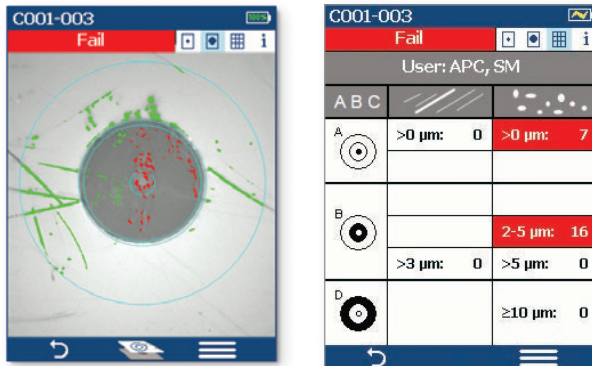 C001-003
100%
Fail
i
C001-003
Fail
i
User: APC, SM
A B C
A
>0 µm: 0
>0 µm: 7
B
2-5 µm: 16
>3 µm: 0
>5 µm: 0
D
≥10 µm: 0